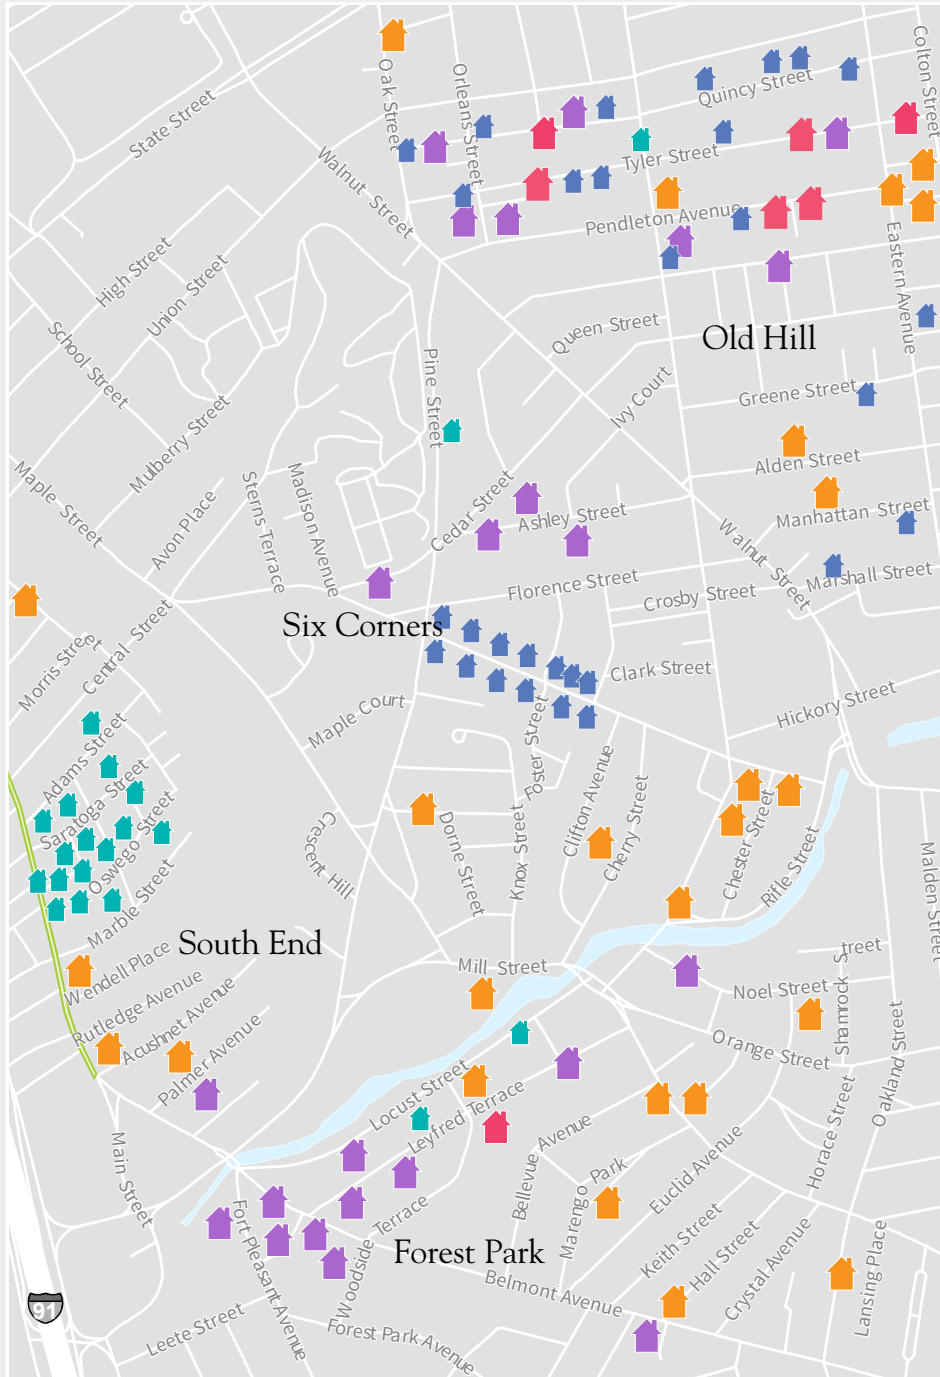 Colton Street
Oak Street
Orleans Street
Quincy Street
State Street
Tyler Street
Walnut Street
Pendleton Avenue
High Street
Union Street
Eastern Avenue
Queen Street
Old Hill
School Street
Pine Street
Ivy Court
Greene Street
Mulberry Street
Alden Street
Maple Street
Avon Place
Sterns Terrace
Madison Avenue
Cedar Street
Ashley Street
Manhattan Street
Walnut Street
Florence Street
Marshall Street
Crosby Street
Six Corners
Morris Street
Central Street
Clark Street
Hickory Street
Maple Court
Foster Street
Adams Street
Saratoga Street
Oswego Street
Marble Street
Crescent Hill
Dorne Street
Knox Street
Clifton Avenue
Cherry Street
Chester Street
Rifle Street
Malden Street
South End
Wendell Place
Mill Street
treet
Shamrock S
Noel Street
Rutledge Avenue
Acushnet Avenue
Palmer Avenue
Orange Street
Oakland Street
Locust Street
Leyfred Terrace
Main Street
Bellevue Avenue
Marengo Park
Euclid Avenue
Horace Street
Fort Pleasant Avenue
Woodside Terrace
Forest Park
Keith Street
Hall Street
Crystal Avenue
Lansing Place
Belmont Avenue
91
Leete Street
Forest Park Avenue